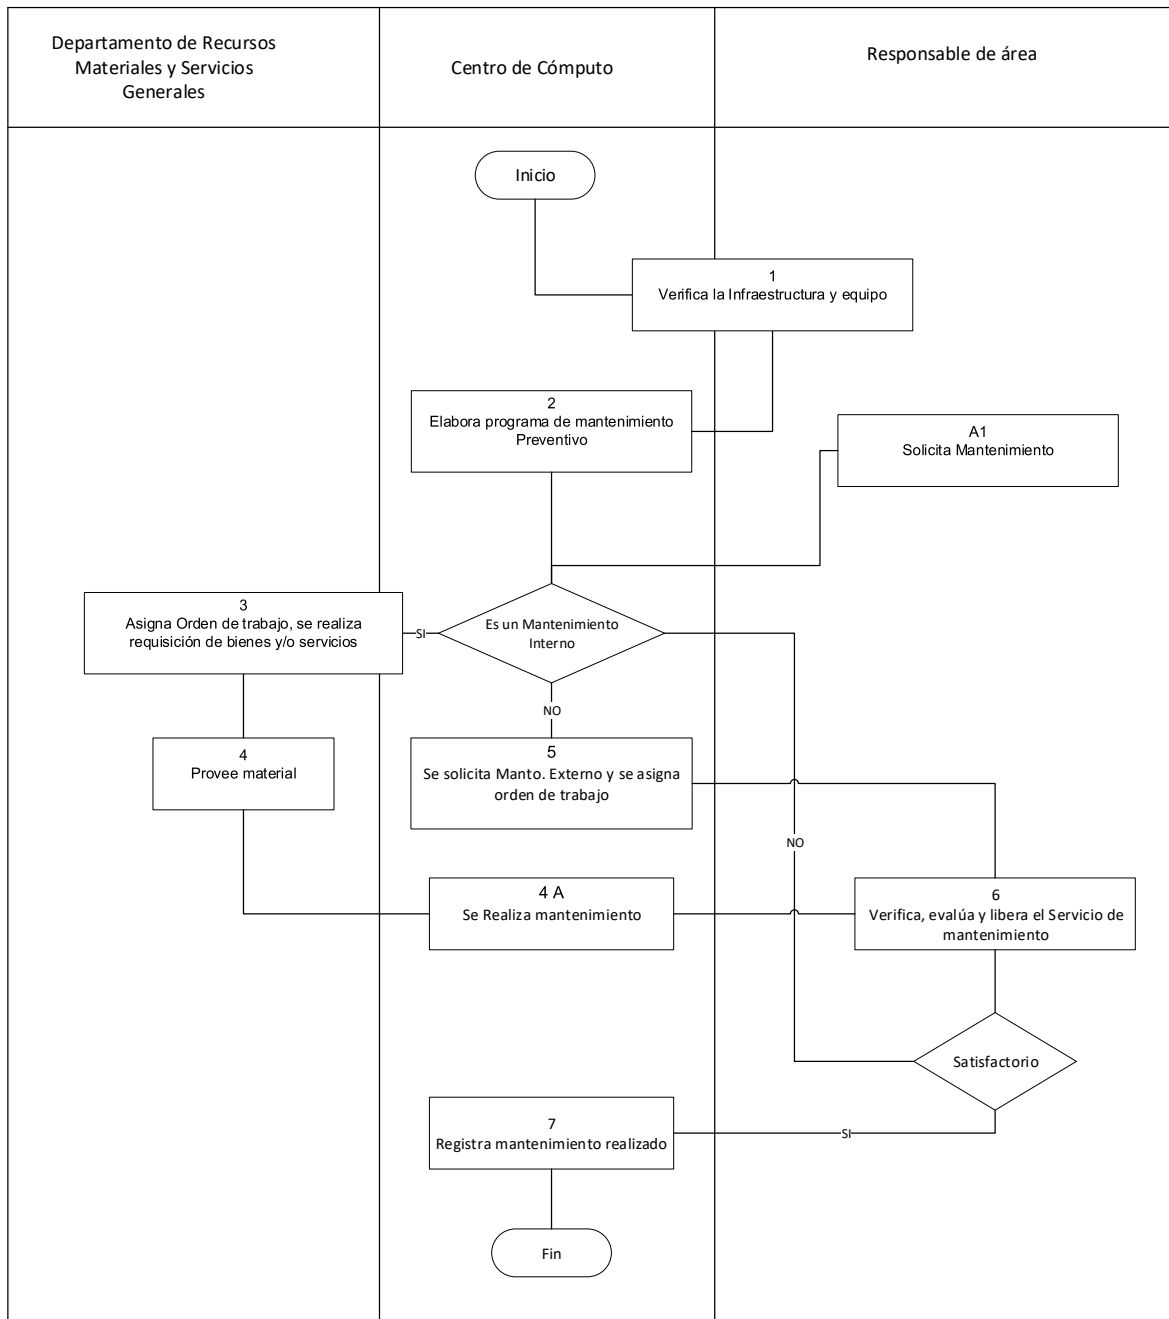 Departamento de Recursos
Materiales y Servicios
Generales
Centro de Cómputo
Responsable de área
Inicio
1
Verifica la Infraestructura y equipo
2
Elabora programa de mantenimiento
Preventivo
A1
Solicita Mantenimiento
3
Asigna Orden de trabajo, se realiza
requisición de bienes y/o servicios
SI
Es un Mantenimiento
Interno
NO
4
Provee material
5
Se solicita Manto. Externo y se asigna
orden de trabajo
NO
4 A
Se Realiza mantenimiento
6
Verifica, evalúa y libera el Servicio de
mantenimiento
Satisfactorio
7
Registra mantenimiento realizado
SI
Fin